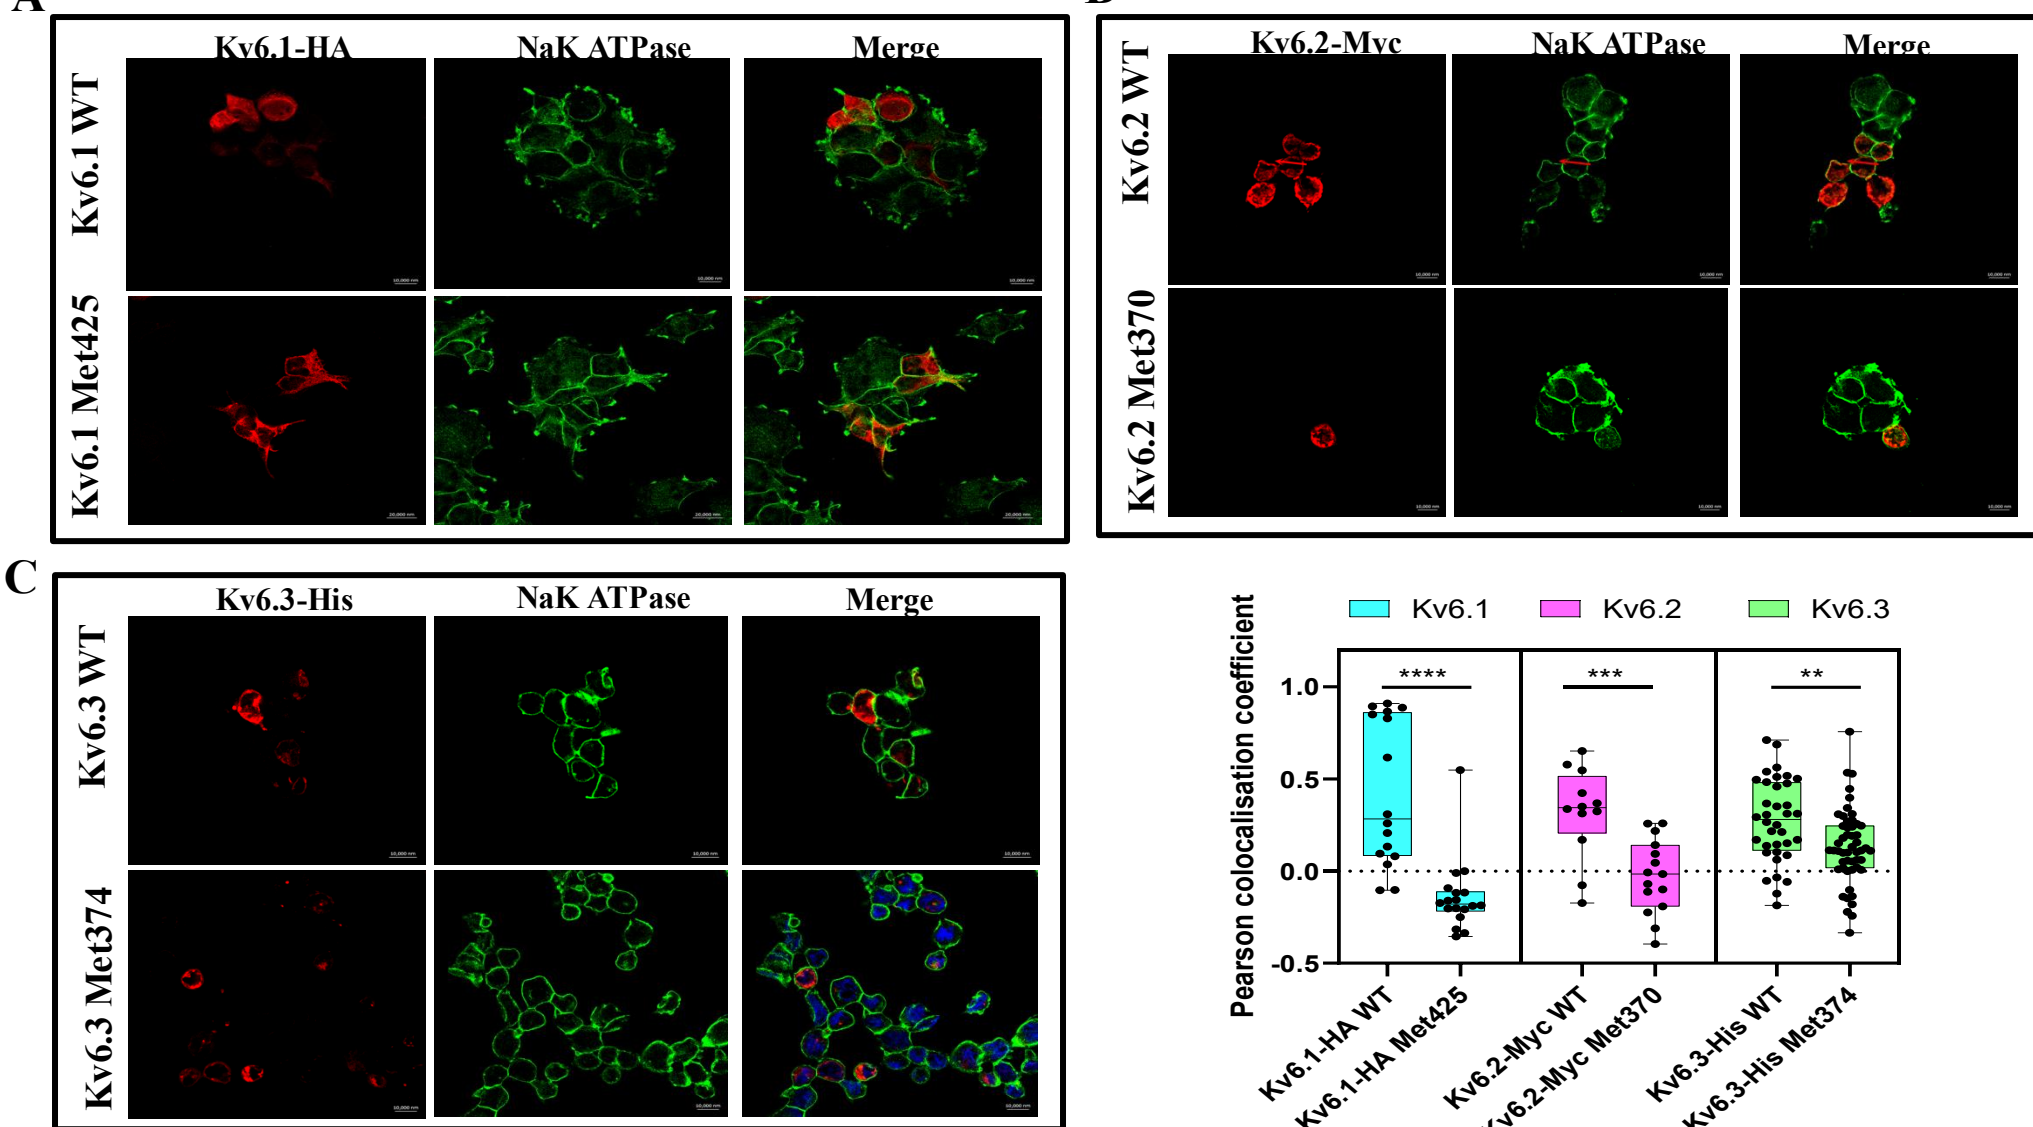 A
Kv6.1-HA NaK ATPase Merge
Kv6.1 WT
Kv6.1 Met425
Kv6.2-Myc NaK ATPase Merge
Kv6.2 WT
Kv6.2 Met370
C
Kv6.3-His NaK ATPase Merge
Kv6.3 WT
Kv6.3 Met374
10,000 nm
Kv6.1 Kv6.2 Kv6.3
Pearson colocalisation coefficient
**** *** **
1.0
0.5
0.0
-0.5
Kv6.1-HA WT
Kv6.1-HA Met425
Kv6.2-Myc WT
Kv6.2-Myc Met370
Kv6.3-His WT
Kv6.3-His Met374